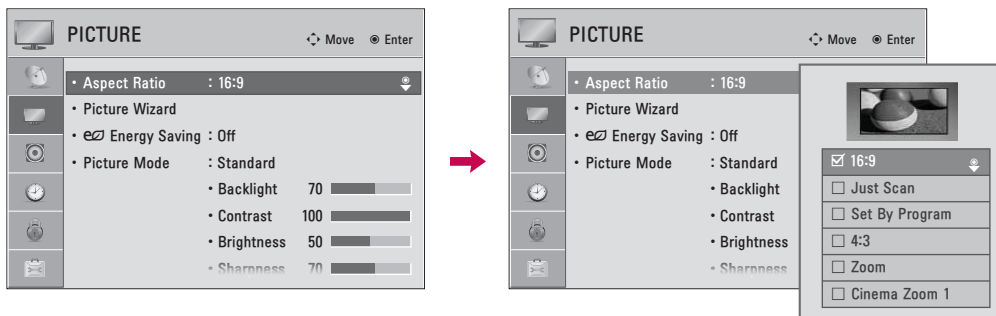 PICTURE
Move Enter
• Aspect Ratio : 16:9
• Picture Wizard
• e Energy Saving : Off
• Picture Mode : Standard
• Backlight 70
• Contrast 100
• Brightness 50
• Sharpness 70
PICTURE
Move Enter
• Aspect Ratio : 16:9
• Picture Wizard
• e Energy Saving : Off
• Picture Mode : Standard
• Backlight
• Contrast
• Brightness
• Sharpness
☑ 16:9
☐ Just Scan
☐ Set By Program
☐ 4:3
☐ Zoom
☐ Cinema Zoom 1